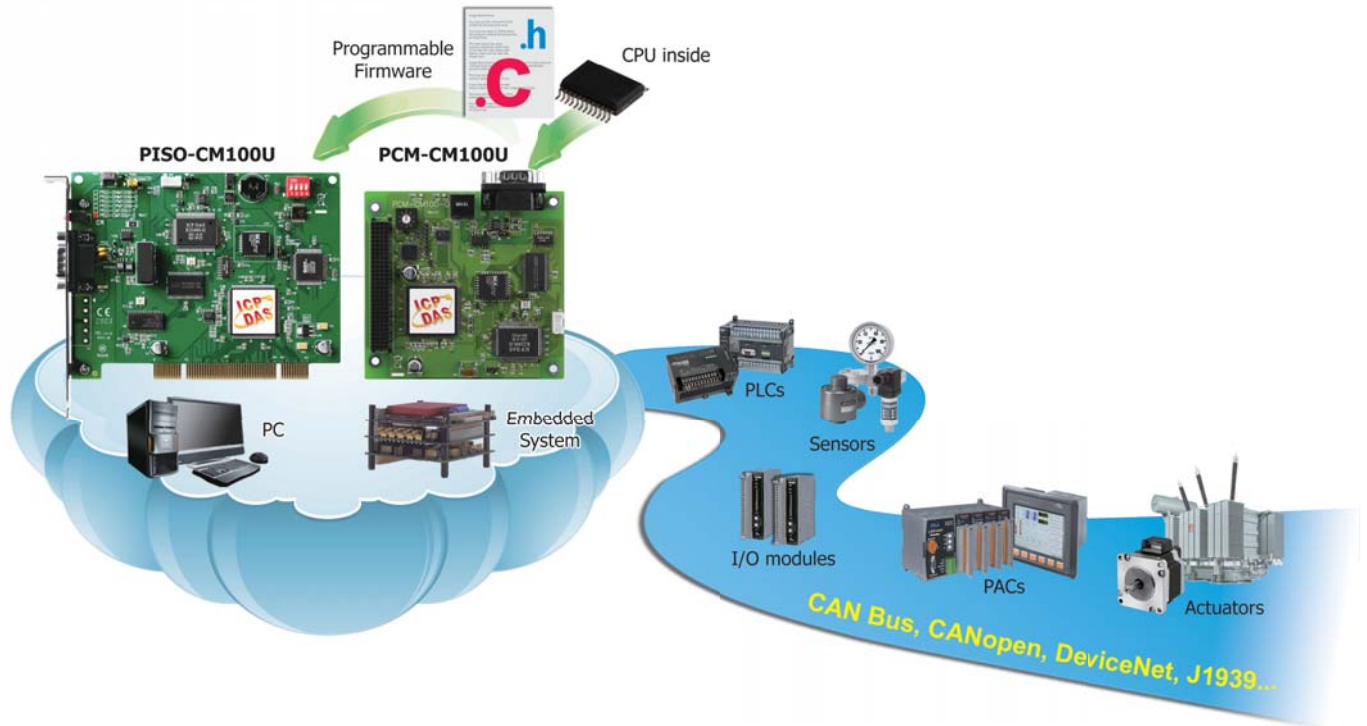 Programmable
Firmware
.h
.c
CPU inside
PISO-CM100U
PCM-CM100U
ICP
DAS
ICP
DAS
PC
Embedded
System
PLCs
Sensors
I/O modules
PACs
Actuators
CAN Bus, CANopen, DeviceNet, J1939...